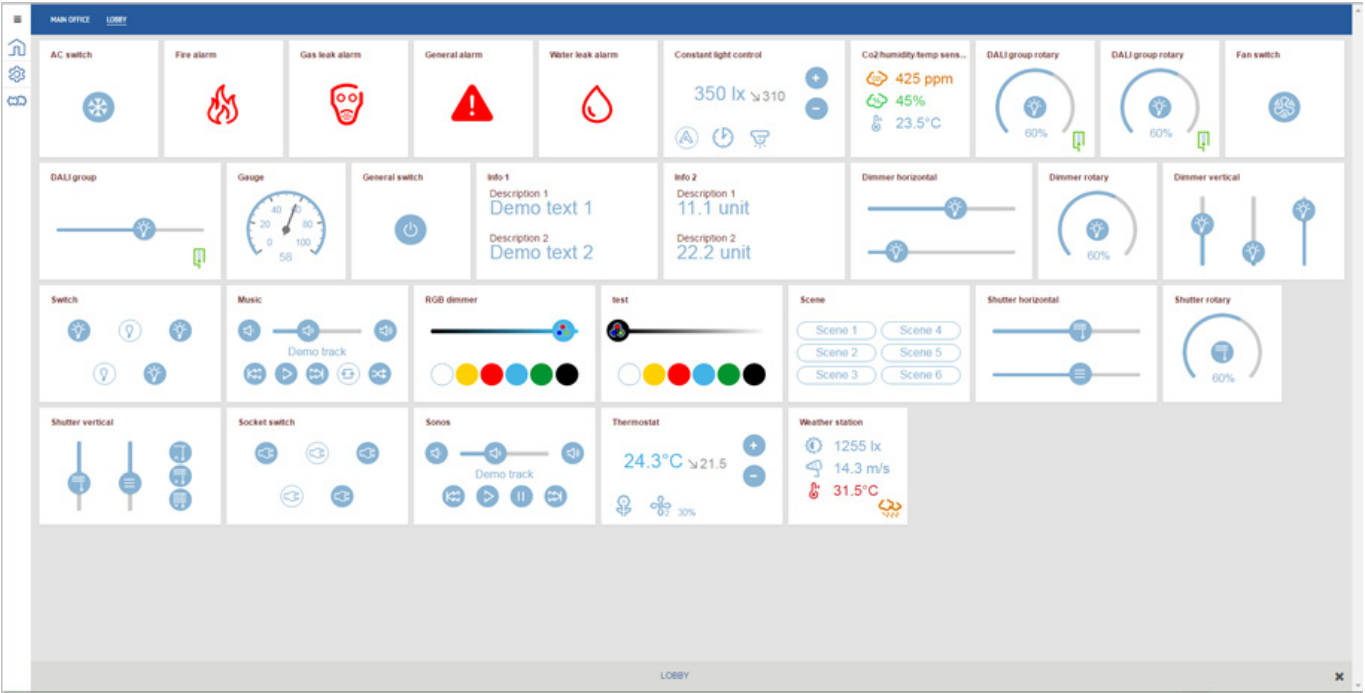 MAIN OFFICE LOBBY
AC switch
Fire alarm
Gas leak alarm
General alarm
Water leak alarm
Constant light control
350 lx ↘310
Co2/humidity/temp sens...
425 ppm
45%
23.5°C
DALI group rotary
60%
DALI group rotary
60%
Fan switch
DALI group
Gauge
0 20 40 60 80 100
58
General switch
Info 1
Description 1
Demo text 1
Description 2
Demo text 2
Info 2
Description 1
11.1 unit
Description 2
22.2 unit
Dimmer horizontal
Dimmer rotary
60%
Dimmer vertical
Switch
Music
Demo track
RGB dimmer
test
Scene
Scene 1 Scene 4
Scene 2 Scene 5
Scene 3 Scene 6
Shutter horizontal
Shutter rotary
60%
Shutter vertical
Socket switch
Sonos
Demo track
Thermostat
24.3°C ↘21.5
2 30%
Weather station
1255 lx
14.3 m/s
31.5°C
LOBBY